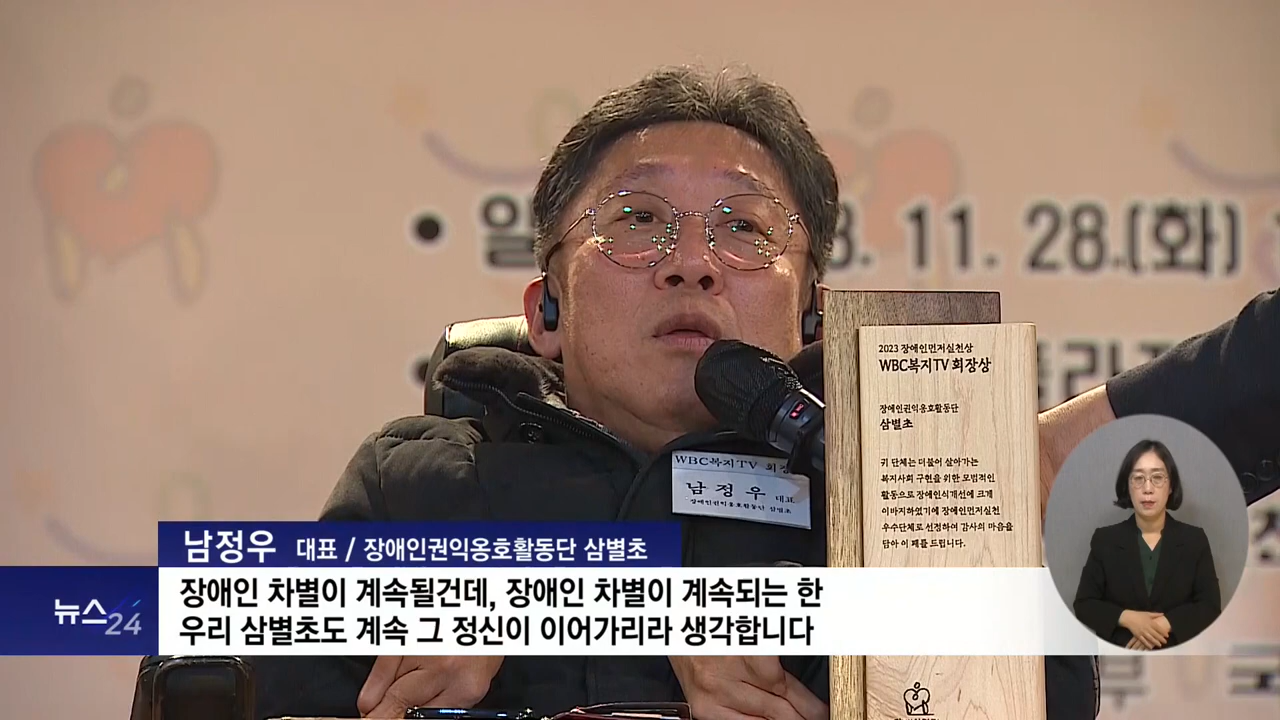 • 일
3. 11. 28.(화)
2023 장애인먼저실천상
WBC복지TV 회장상
장애인권익옹호활동단
삼별초
귀 단체는 더불어 살아가는
복지사회 구현을 위한 모범적인
활동으로 장애인식개선에 크게
이바지하였기에 장애인먼저실천
우수단체로 선정하여 감사의 마음을
담아 이 패를 드립니다.
WBC복지TV 회장
남정우 대표
장애인권익옹호활동단 삼별초
남정우 대표 / 장애인권익옹호활동단 삼별초
장애인 차별이 계속될건데, 장애인 차별이 계속되는 한
우리 삼별초도 계속 그 정신이 이어가리라 생각합니다
뉴스24